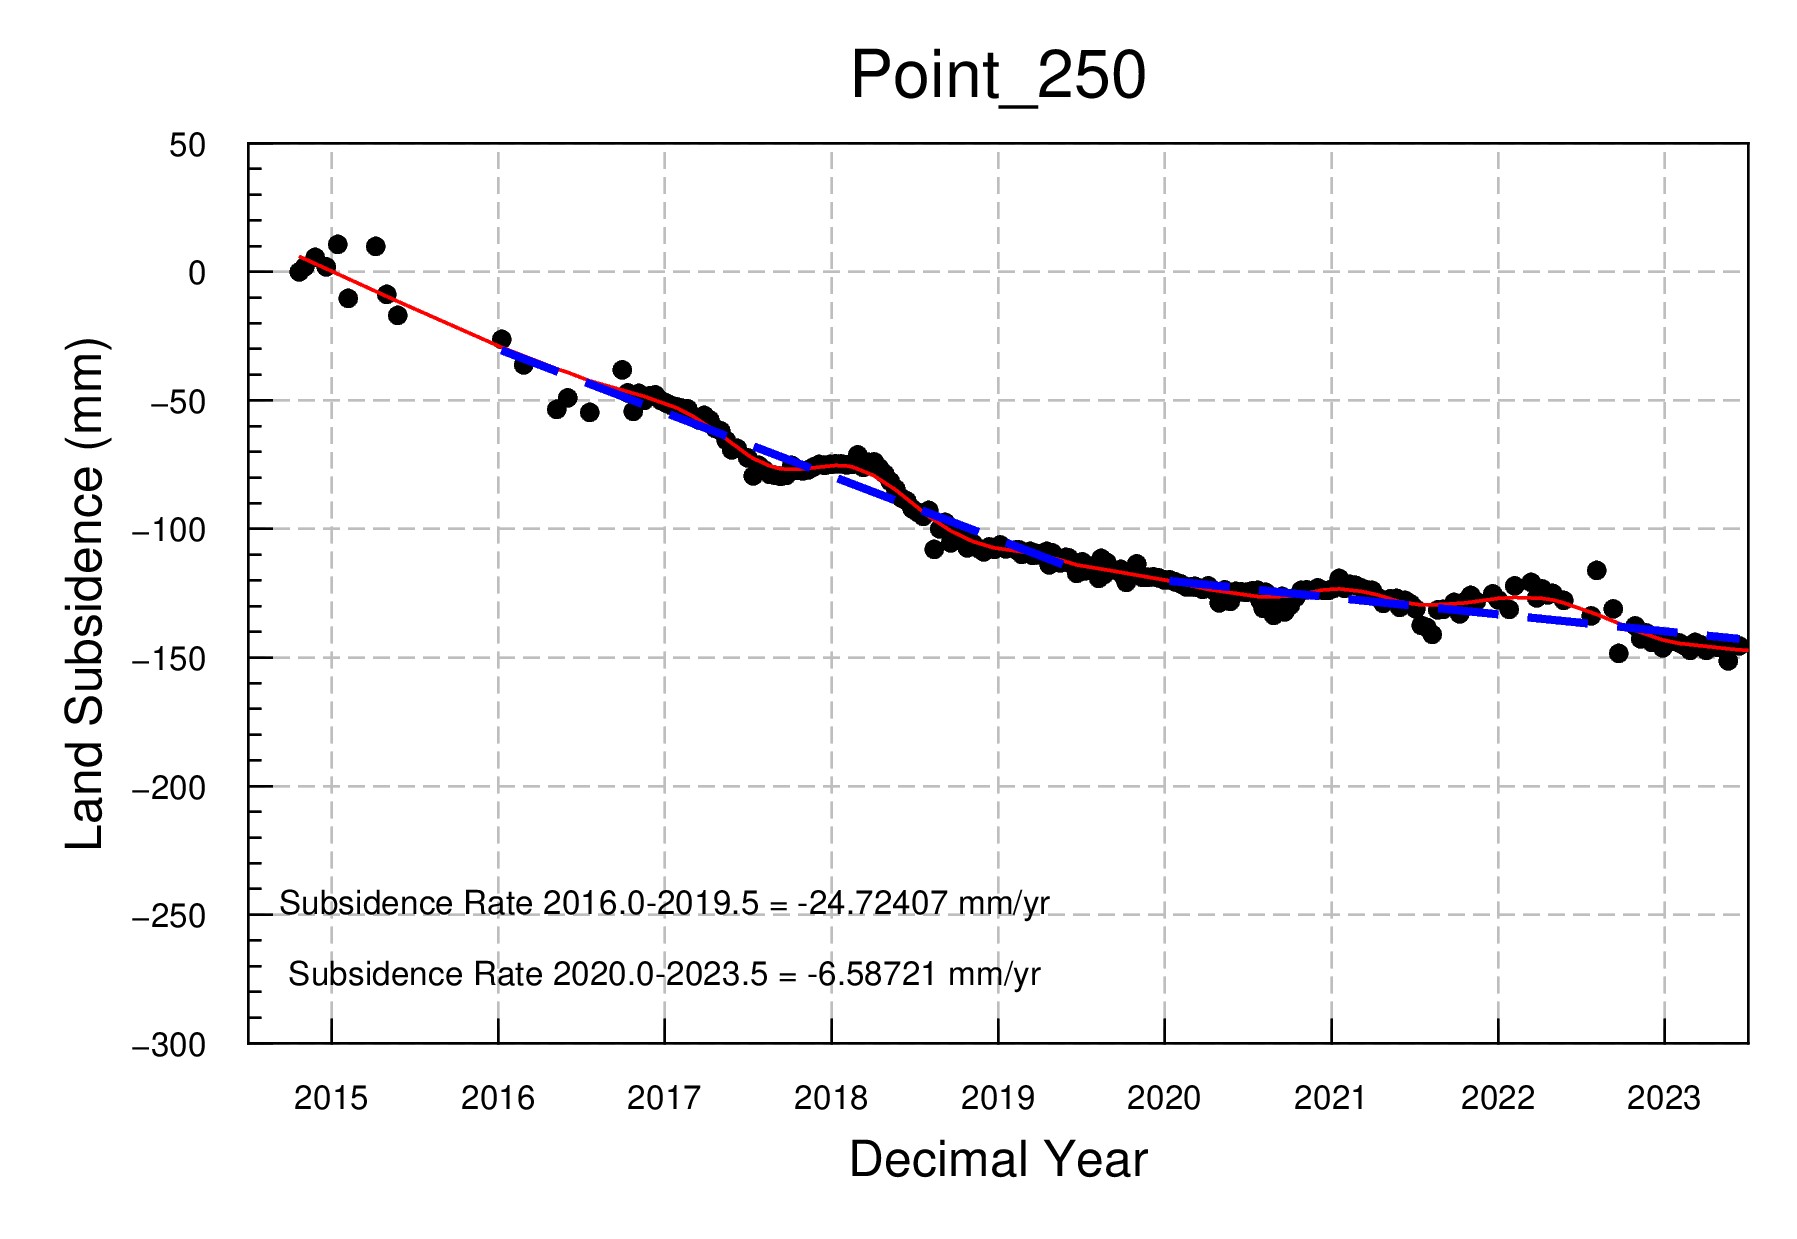 Point_250
50
0
−50
−100
−150
−200
−250
−300
Land Subsidence (mm)
Subsidence Rate 2016.0-2019.5 = -24.72407 mm/yr
Subsidence Rate 2020.0-2023.5 = -6.58721 mm/yr
2015 2016 2017 2018 2019 2020 2021 2022 2023
Decimal Year